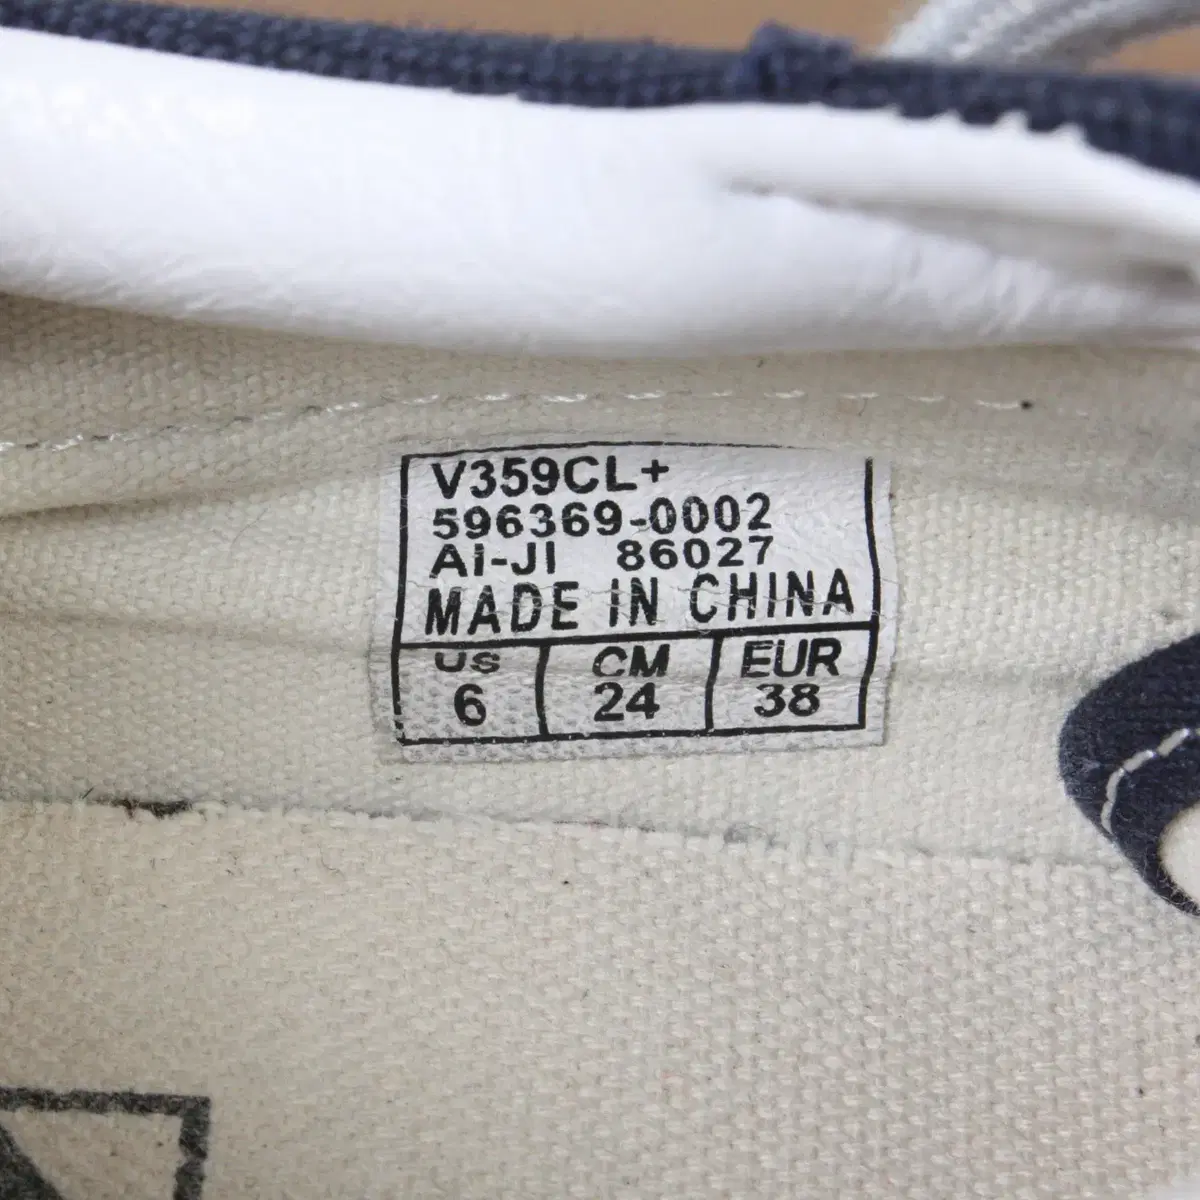 V359CL+
596369-0002
AI-JI 86027
MADE IN CHINA
US CM EUR
6 24 38